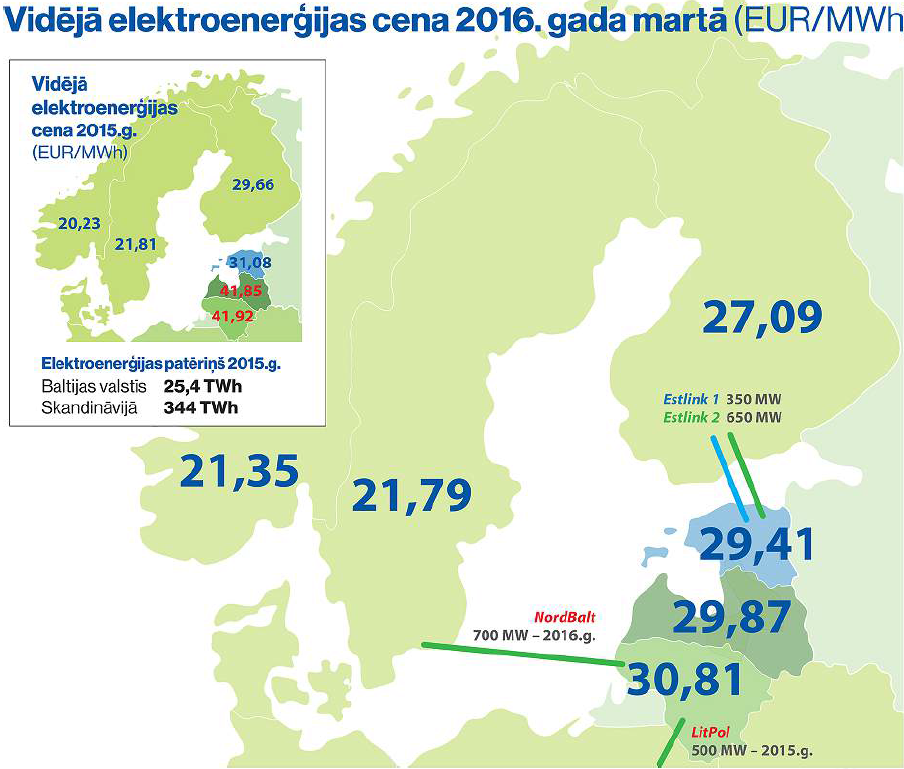 Vidējā elektroenerģijas cena 2016. gada martā (EUR/MWh
Vidējā
elektroenerģijas
cena 2015.g.
(EUR/MWh)
29,66
20,23
21,81
31,08
41,85
41,92
Elektroenerģijas patēriņš 2015.g.
Baltijas valstis 25,4 TWh
Skandināvijā 344 TWh
27,09
Estlink 1 350 MW
Estlink 2 650 MW
21,35
21,79
29,41
29,87
NordBalt
700 MW – 2016.g.
30,81
LitPol
500 MW – 2015.g.